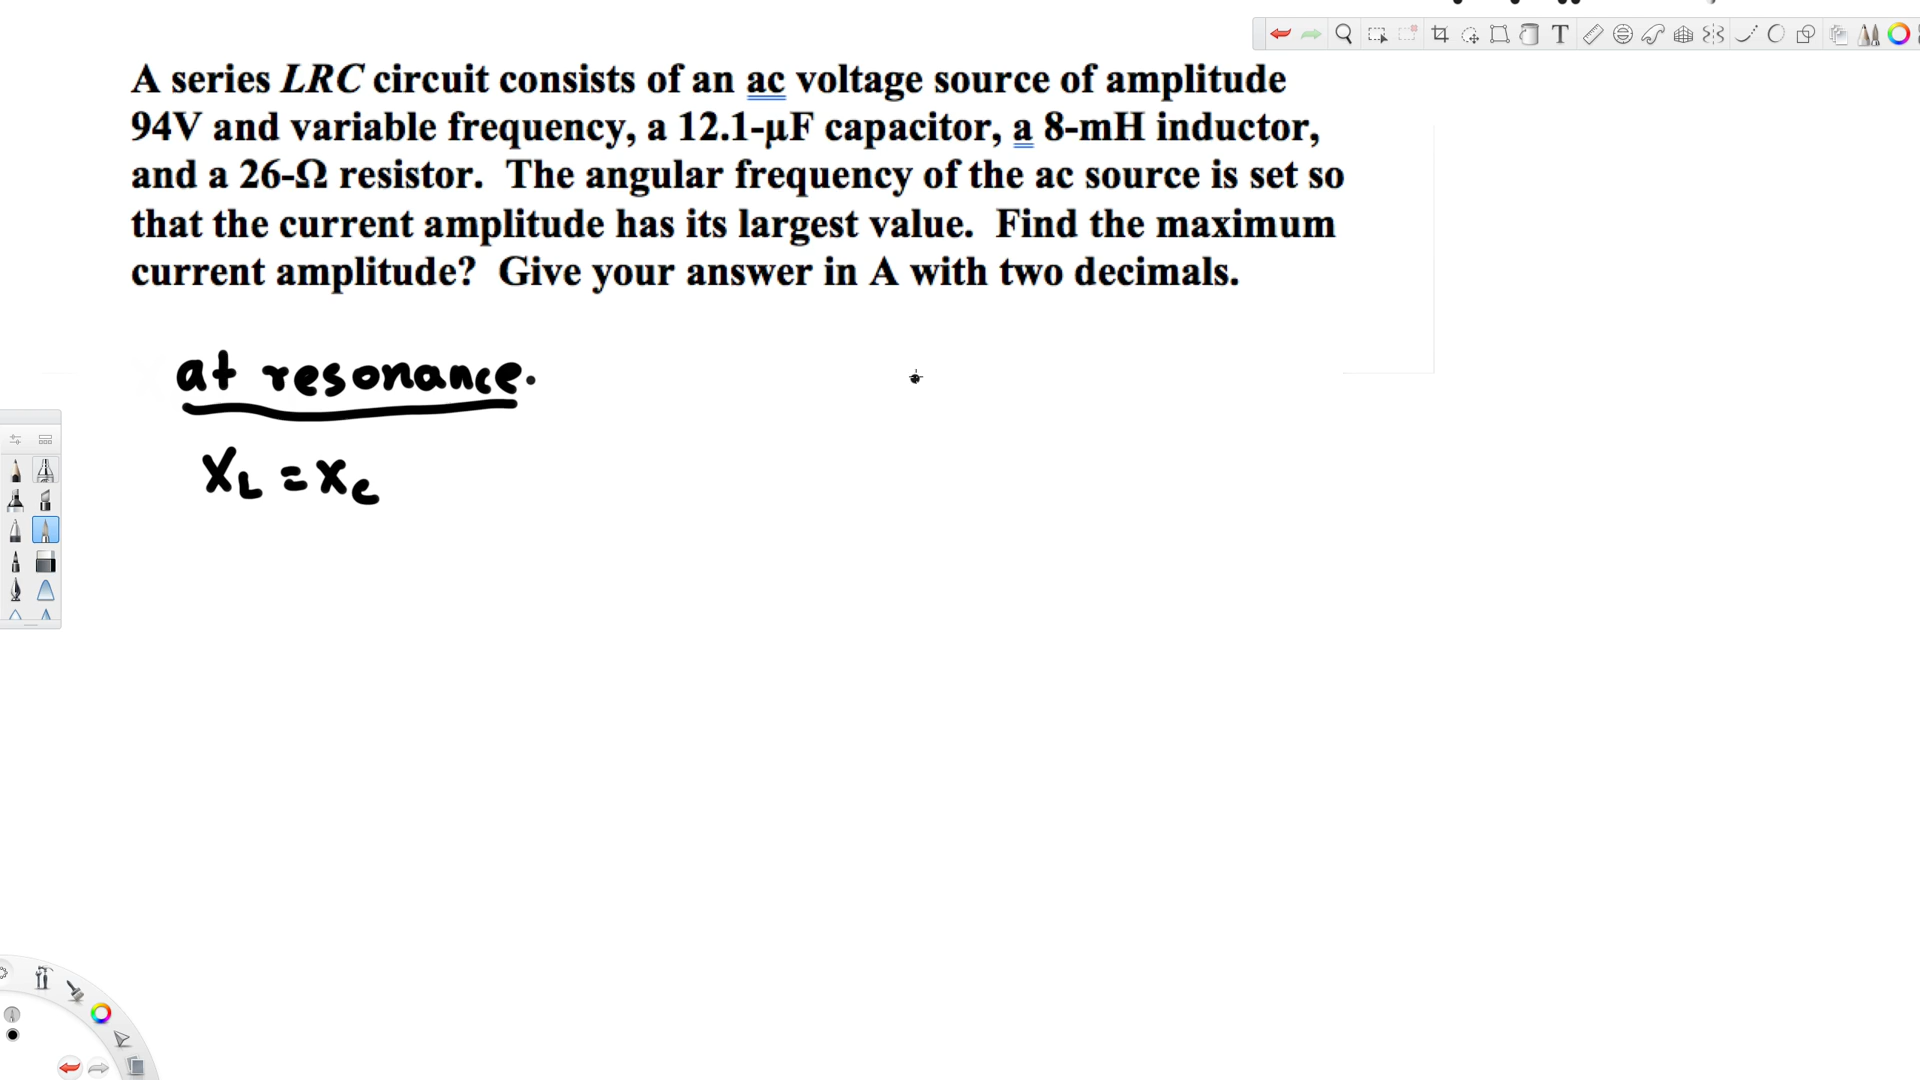 A series LRC circuit consists of an ac voltage source of amplitude
94V and variable frequency, a 12.1-μF capacitor, a 8-mH inductor,
and a 26-Ω resistor.  The angular frequency of the ac source is set so
that the current amplitude has its largest value.  Find the maximum
current amplitude?  Give your answer in A with two decimals.
at resonance.
X_L = X_C